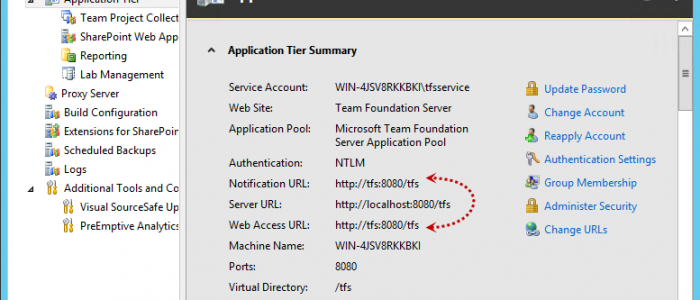 Application Tier
Team Project Collect
SharePoint Web App
Reporting
Lab Management
Proxy Server
Build Configuration
Extensions for SharePoin
Scheduled Backups
Logs
Additional Tools and Co
Visual SourceSafe Up
PreEmptive Analytics
Application Tier Summary
Service Account: WIN-4JSV8RKKBKI\tfsservice
Web Site: Team Foundation Server
Application Pool: Microsoft Team Foundation
Server Application Pool
Authentication: NTLM
Notification URL: http://tfs:8080/tfs
Server URL: http://localhost:8080/tfs
Web Access URL: http://tfs:8080/tfs
Machine Name: WIN-4JSV8RKKBKI
Ports: 8080
Virtual Directory: /tfs
Update Password
Change Account
Reapply Account
Authentication Settings
Group Membership
Administer Security
Change URLs